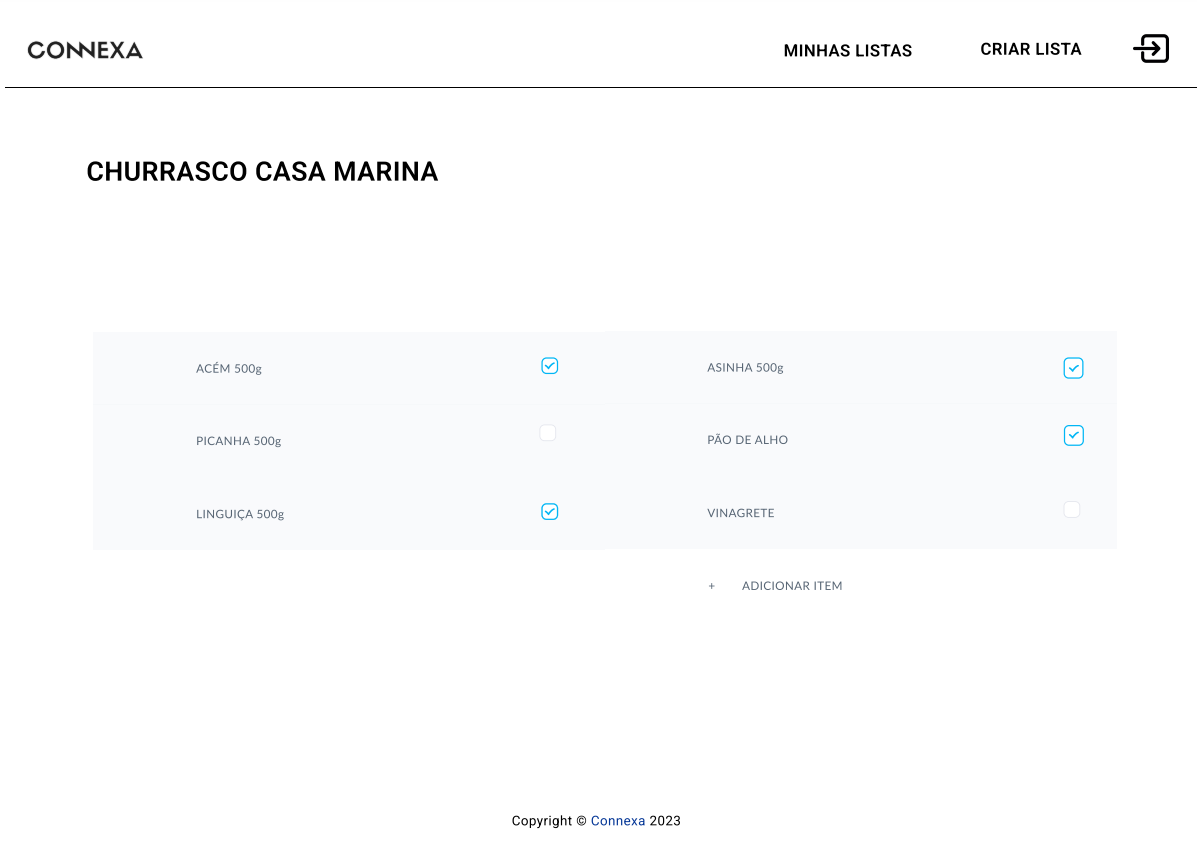 CONNEXA
MINHAS LISTAS
CRIAR LISTA
CHURRASCO CASA MARINA
ACÉM 500g
ASINHA 500g
PICANHA 500g
PÃO DE ALHO
LINGUIÇA 500g
VINAGRETE
+ ADICIONAR ITEM
Copyright © Connexa 2023